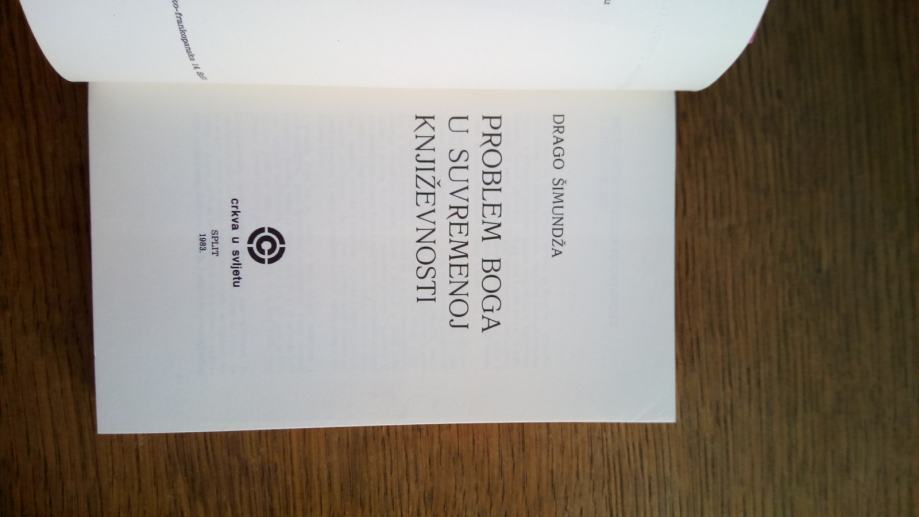 DRAGO ŠIMUNDŽA
PROBLEM BOGA
U SUVREMENOJ
KNJIŽEVNOSTI
crkva u svijetu
SPLIT
1983.